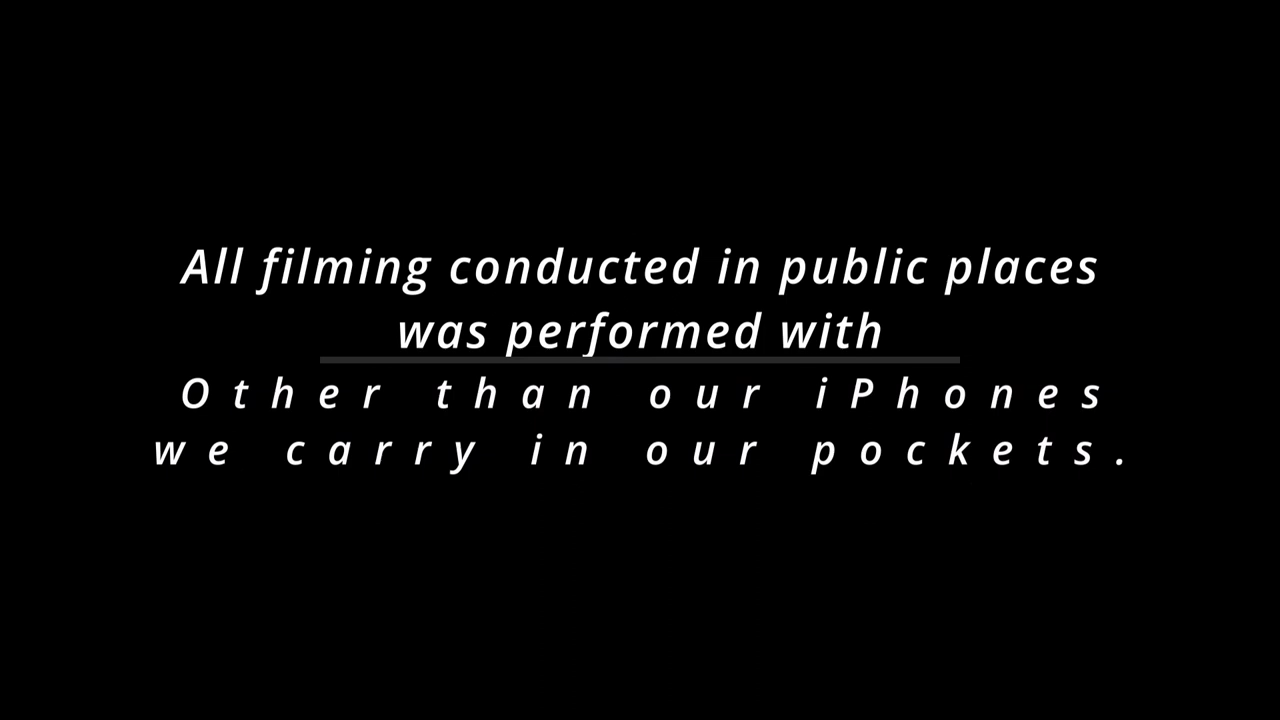 All filming conducted in public places
was performed with
Other than our iPhones
we carry in our pockets.